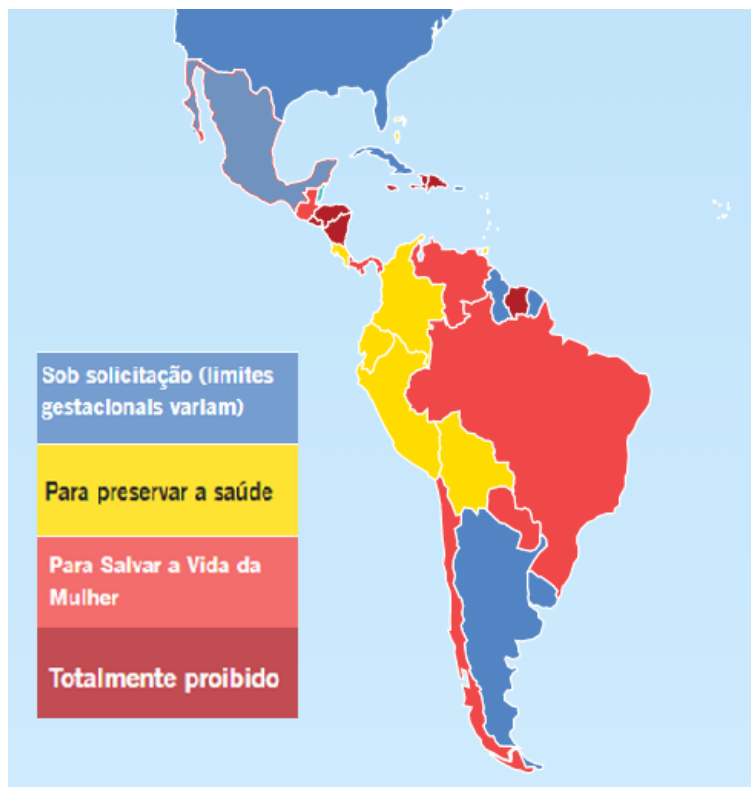 Sob solicitação (limites
gestacionais variam)
Para preservar a saúde
Para Salvar a Vida da
Mulher
Totalmente proibido